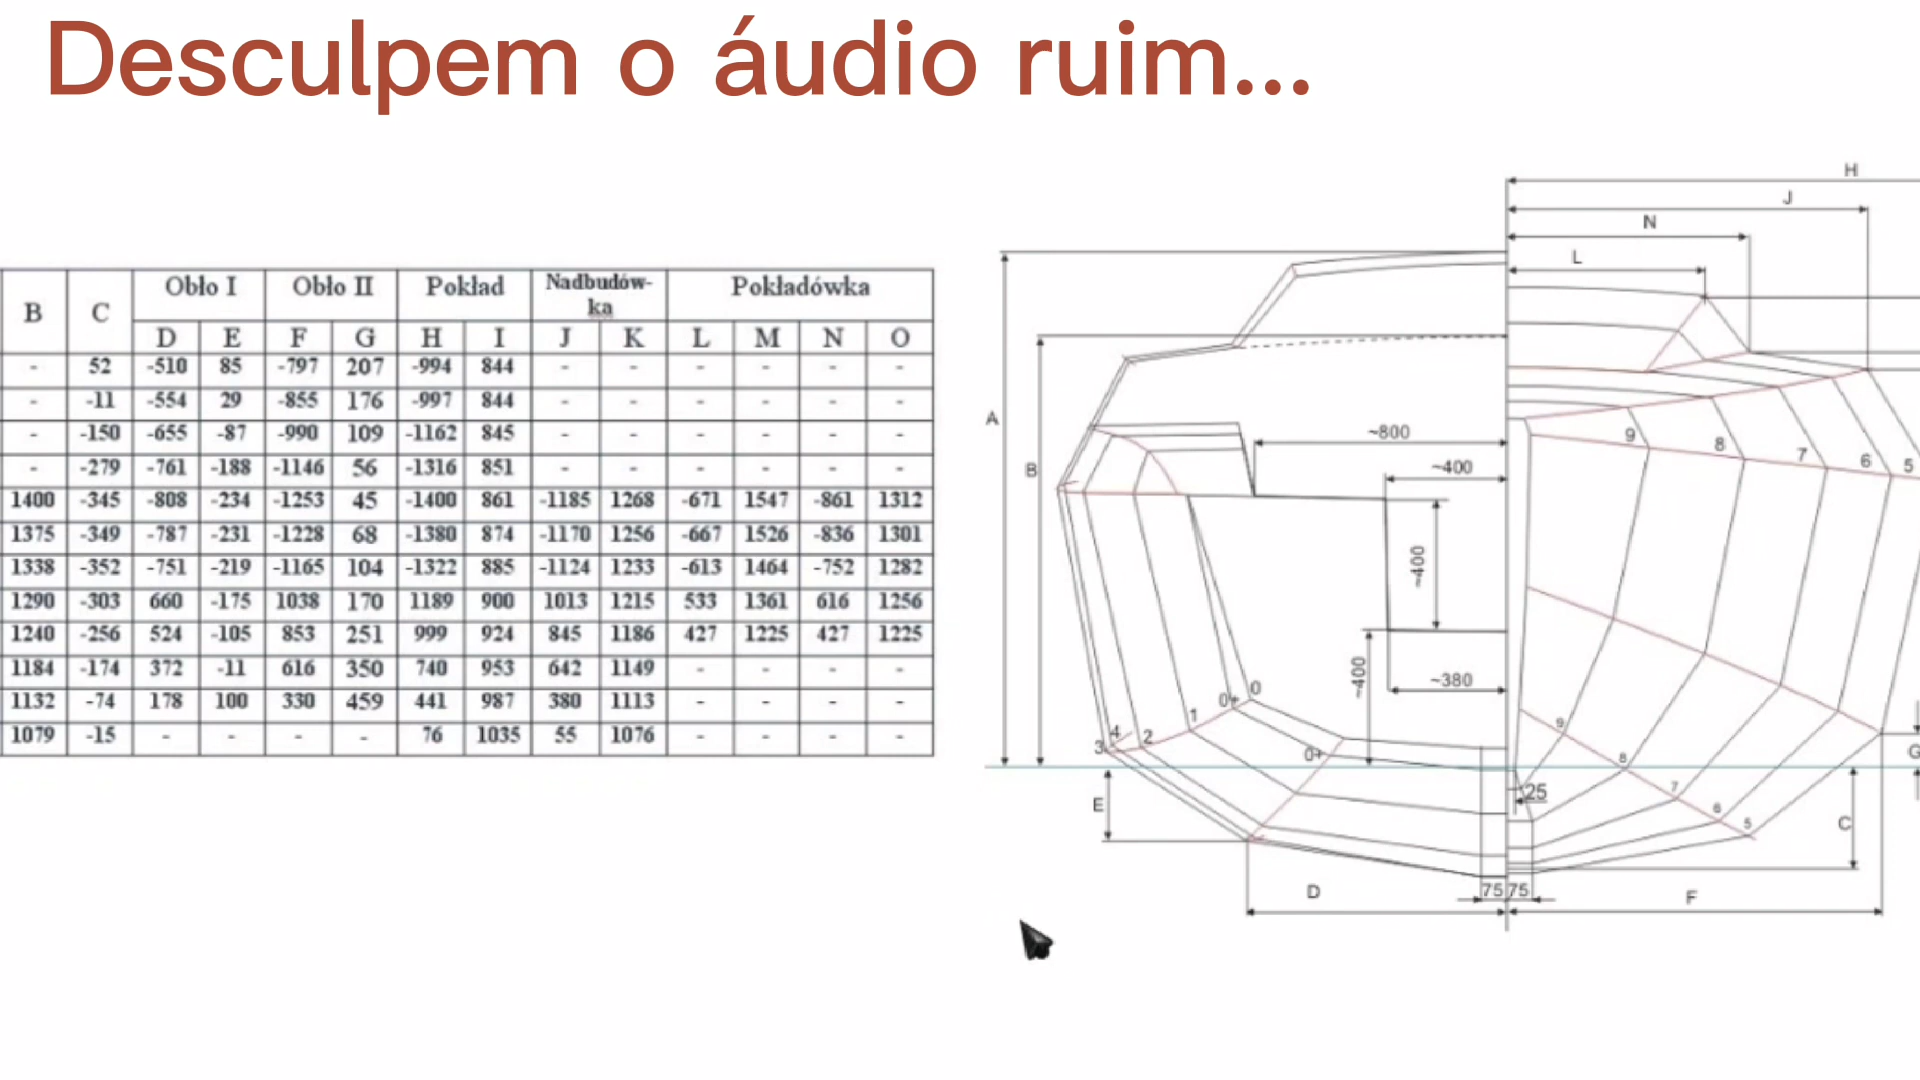 Desculpem o áudio ruim...
B C Obło I Obło II Pokład Nadbudów-ka Pokładówka
D E F G H I J K L M N O
- 52 -510 85 -797 207 -994 844 - - - - - -
- -11 -554 29 -855 176 -997 844 - - - - - -
- -150 -655 -87 -990 109 -1162 845 - - - - - -
- -279 -761 -188 -1146 56 -1316 851 - - - - - -
1400 -345 -808 -234 -1253 45 -1400 861 -1185 1268 -671 1547 -861 1312
1375 -349 -787 -231 -1228 68 -1380 874 -1170 1256 -667 1526 -836 1301
1338 -352 -751 -219 -1165 104 -1322 885 -1124 1233 -613 1464 -752 1282
1290 -303 660 -175 1038 170 1189 900 1013 1215 533 1361 616 1256
1240 -256 524 -105 853 251 999 924 845 1186 427 1225 427 1225
1184 -174 372 -11 616 350 740 953 642 1149 - - - -
1132 -74 178 100 330 459 441 987 380 1113 - - - -
1079 -15 - - - - 76 1035 55 1076 - - - -
H
J
N
L
A
~800
9 8 7 6 5
B
~400
~400
~400
~380
0+ 0
1
4
3 2
0+
9
8
7
6
5
G
25
E
C
75 75
D
F